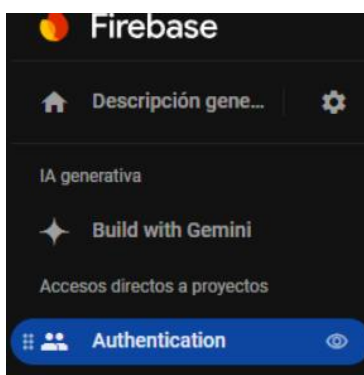 Firebase
Descripción gene...
IA generativa
Build with Gemini
Accesos directos a proyectos
Authentication